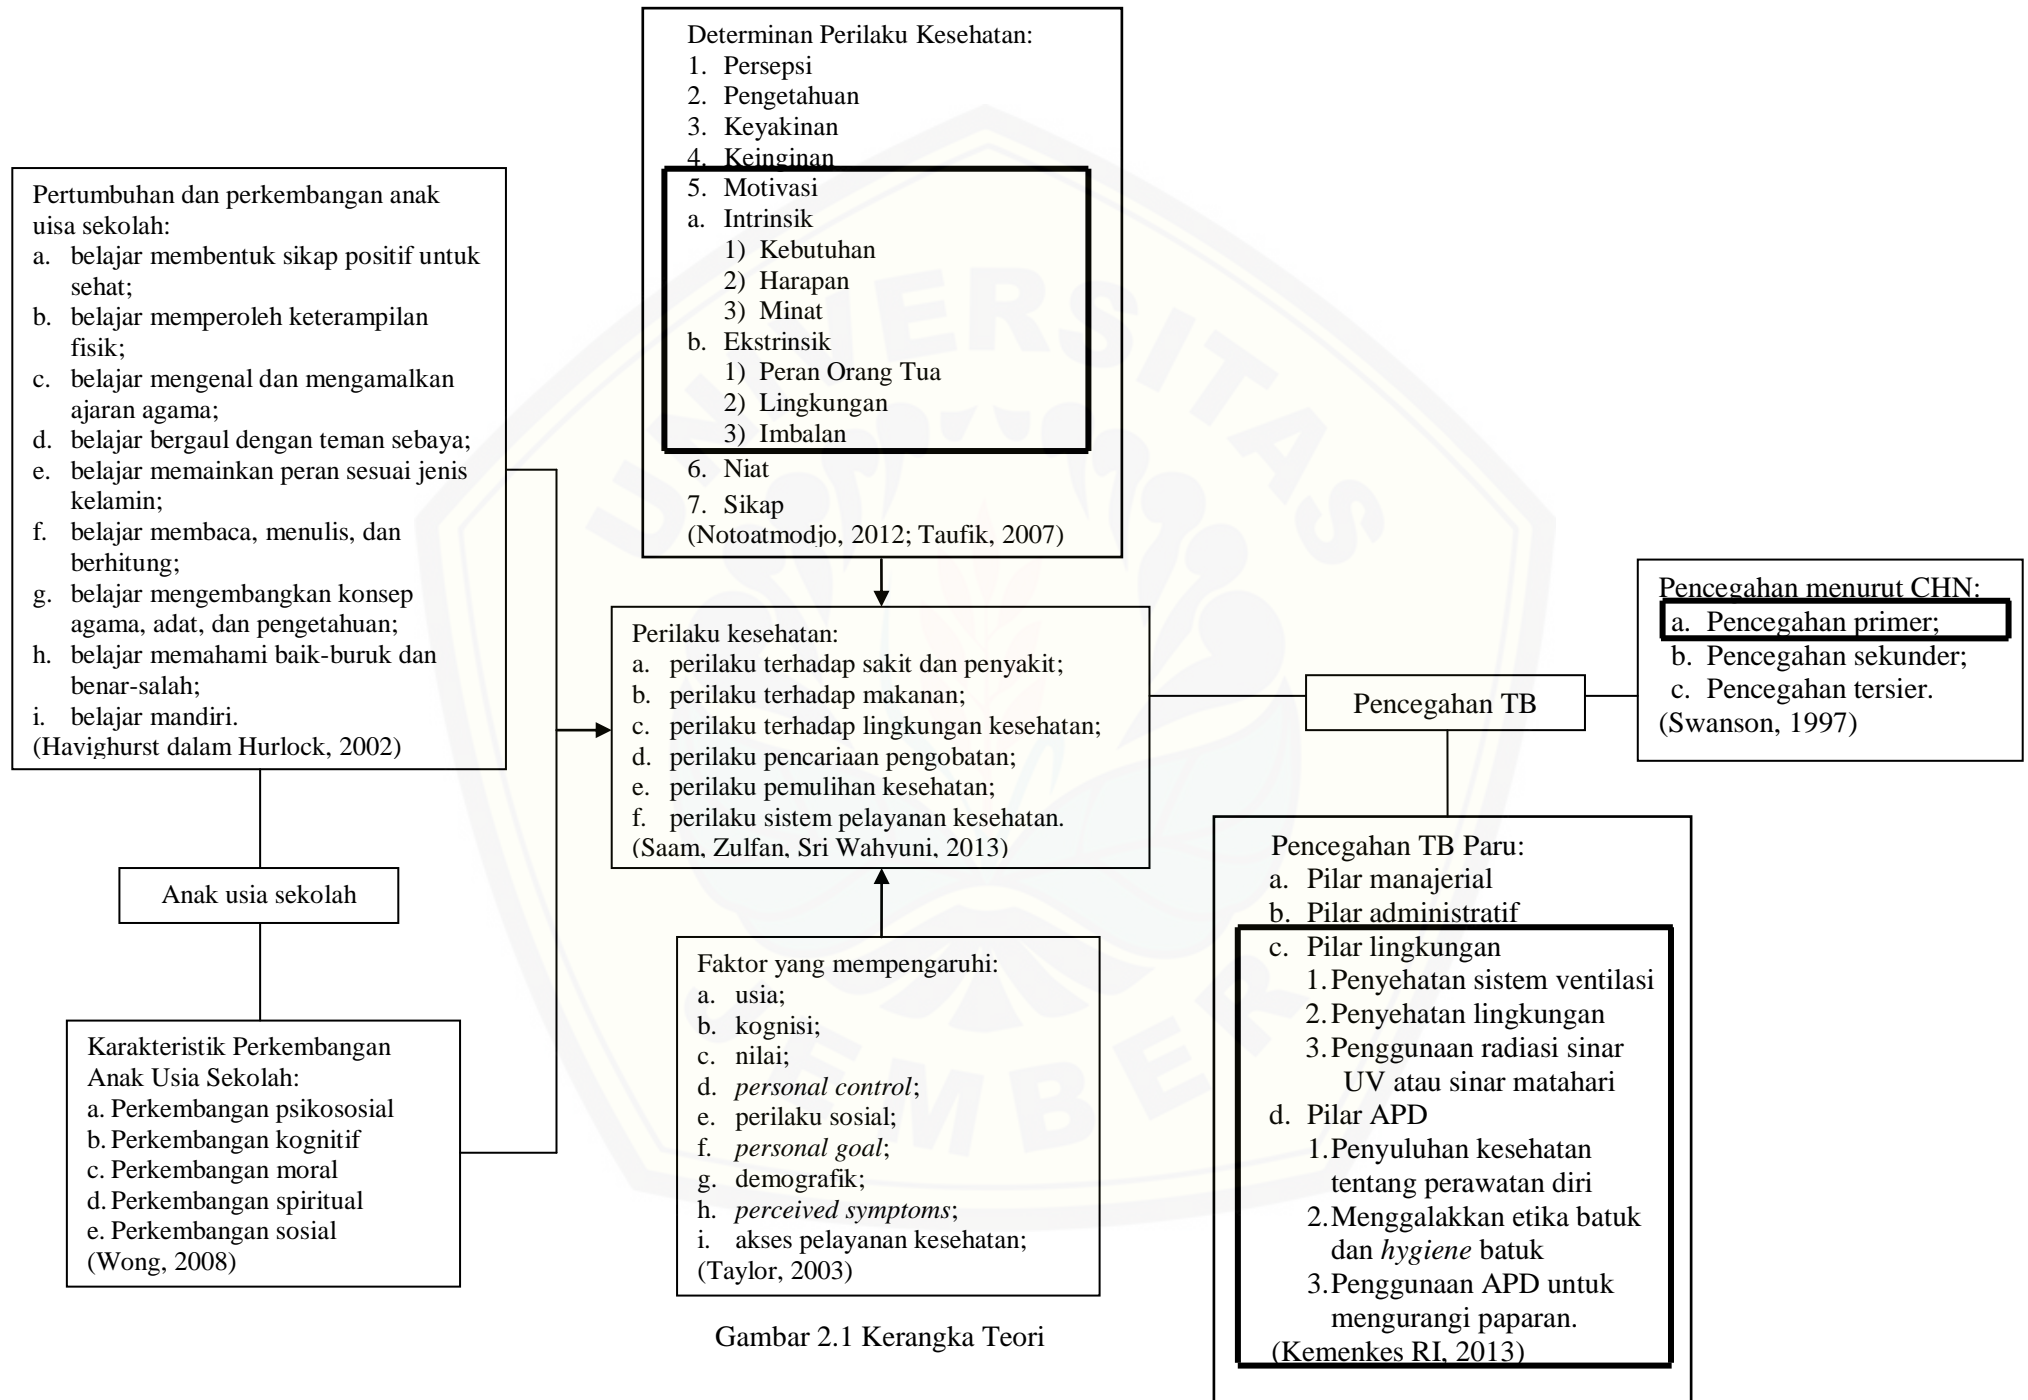 Determinan Perilaku Kesehatan:
1. Persepsi
2. Pengetahuan
3. Keyakinan
4. Keinginan
5. Motivasi
a. Intrinsik
1) Kebutuhan
2) Harapan
3) Minat
b. Ekstrinsik
1) Peran Orang Tua
2) Lingkungan
3) Imbalan
6. Niat
7. Sikap
(Notoatmodjo, 2012; Taufik, 2007)
Pertumbuhan dan perkembangan anak
uisa sekolah:
a. belajar membentuk sikap positif untuk
sehat;
b. belajar memperoleh keterampilan
fisik;
c. belajar mengenal dan mengamalkan
ajaran agama;
d. belajar bergaul dengan teman sebaya;
e. belajar memainkan peran sesuai jenis
kelamin;
f. belajar membaca, menulis, dan
berhitung;
g. belajar mengembangkan konsep
agama, adat, dan pengetahuan;
h. belajar memahami baik-buruk dan
benar-salah;
i. belajar mandiri.
(Havighurst dalam Hurlock, 2002)
Anak usia sekolah
Karakteristik Perkembangan
Anak Usia Sekolah:
a. Perkembangan psikososial
b. Perkembangan kognitif
c. Perkembangan moral
d. Perkembangan spiritual
e. Perkembangan sosial
(Wong, 2008)
Perilaku kesehatan:
a. perilaku terhadap sakit dan penyakit;
b. perilaku terhadap makanan;
c. perilaku terhadap lingkungan kesehatan;
d. perilaku pencariaan pengobatan;
e. perilaku pemulihan kesehatan;
f. perilaku sistem pelayanan kesehatan.
(Saam, Zulfan, Sri Wahyuni, 2013)
Faktor yang mempengaruhi:
a. usia;
b. kognisi;
c. nilai;
d. personal control;
e. perilaku sosial;
f. personal goal;
g. demografik;
h. perceived symptoms;
i. akses pelayanan kesehatan;
(Taylor, 2003)
Pencegahan TB
Pencegahan menurut CHN:
a. Pencegahan primer;
b. Pencegahan sekunder;
c. Pencegahan tersier.
(Swanson, 1997)
Pencegahan TB Paru:
a. Pilar manajerial
b. Pilar administratif
c. Pilar lingkungan
1. Penyehatan sistem ventilasi
2. Penyehatan lingkungan
3. Penggunaan radiasi sinar
UV atau sinar matahari
d. Pilar APD
1. Penyuluhan kesehatan
tentang perawatan diri
2. Menggalakkan etika batuk
dan hygiene batuk
3. Penggunaan APD untuk
mengurangi paparan.
(Kemenkes RI, 2013)
Gambar 2.1 Kerangka Teori
UNIVERSITAS
JEMBER